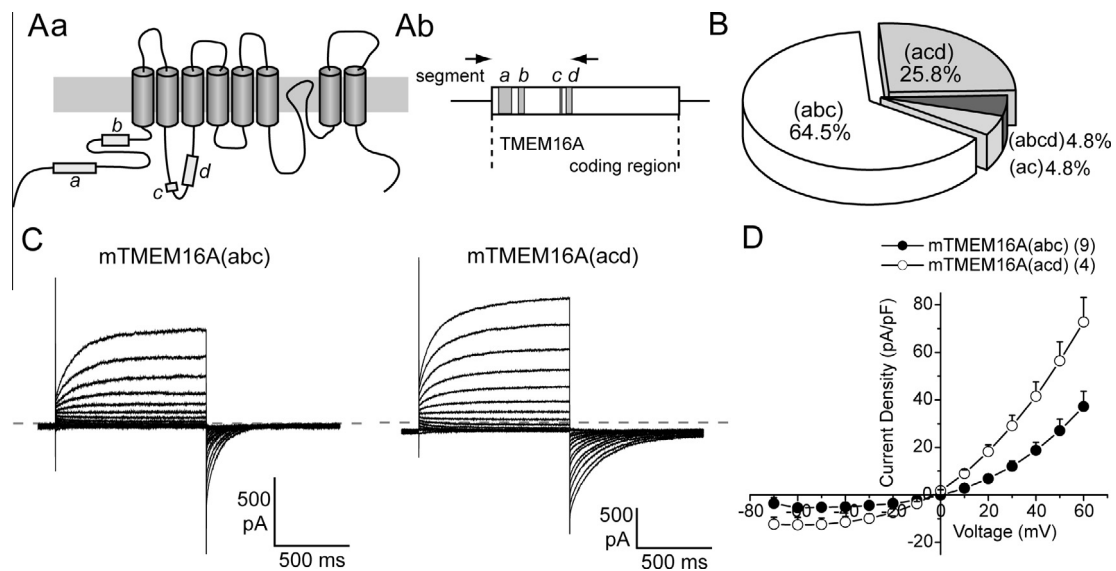 Aa
a
b
c
d
Ab
segment
a b c d
TMEM16A
coding region
B
(abc)
64.5%
(acd)
25.8%
(abcd)4.8%
(ac)4.8%
C
mTMEM16A(abc)
500
pA
500 ms
mTMEM16A(acd)
500
pA
500 ms
D
mTMEM16A(abc) (9)
mTMEM16A(acd) (4)
Current Density (pA/pF)
80
60
40
20
0
-20
-80 -60 -40 -20 0 20 40 60
Voltage (mV)